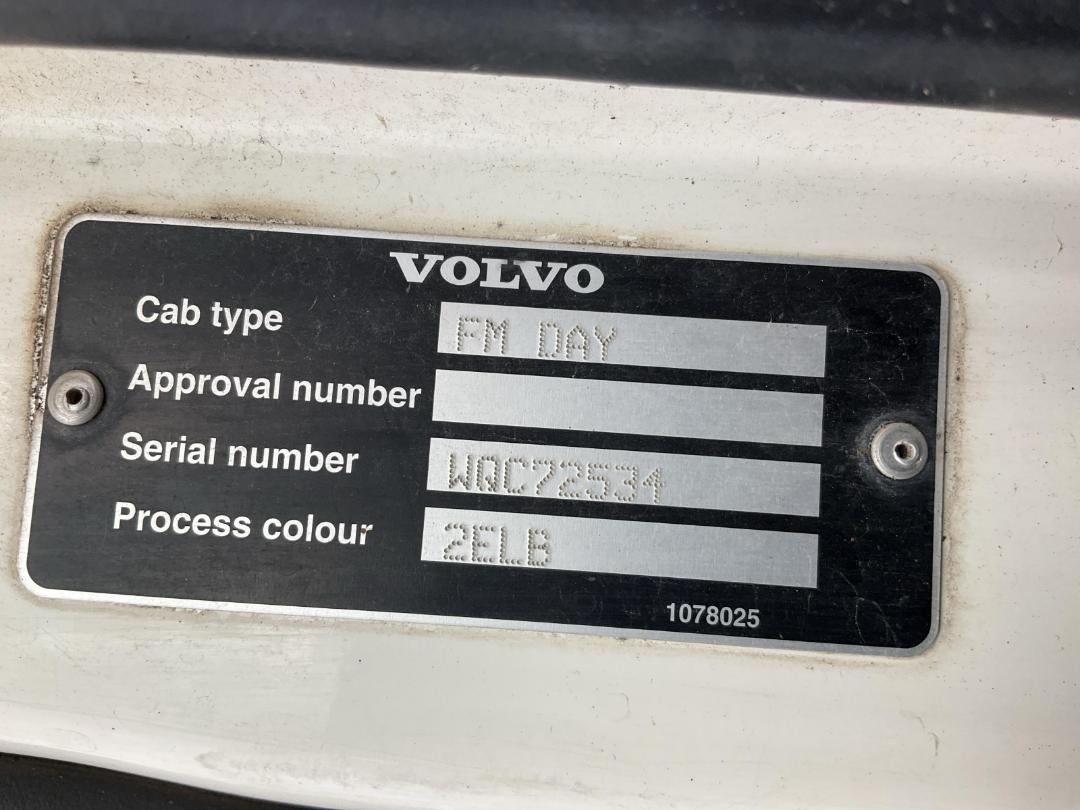 VOLVO
Cab type FM DAY
Approval number
Serial number WQC72534
Process colour 2ELB
1078025